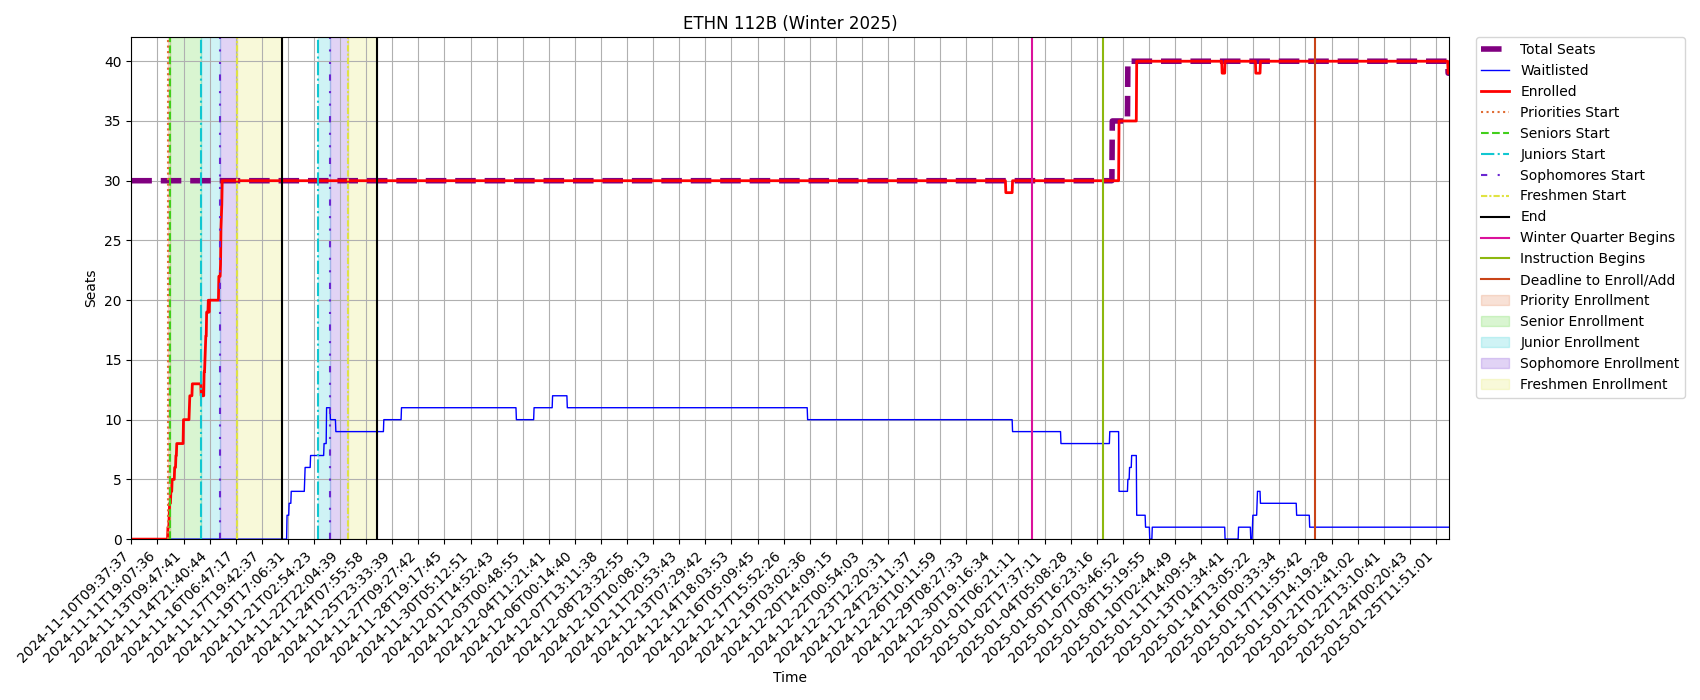 ETHN 112B (Winter 2025)
Seats
40
35
30
25
20
15
10
5
0
2024-11-10T09:37:37
2024-11-11T19:07:36
2024-11-13T09:47:41
2024-11-14T21:40:44
2024-11-16T06:47:17
2024-11-17T19:42:37
2024-11-19T17:06:31
2024-11-21T02:54:23
2024-11-22T22:04:39
2024-11-24T07:55:58
2024-11-25T23:33:39
2024-11-27T09:27:42
2024-11-28T19:17:45
2024-11-30T05:12:51
2024-12-01T14:52:43
2024-12-03T00:48:55
2024-12-04T11:21:41
2024-12-06T00:14:40
2024-12-07T13:11:38
2024-12-08T23:32:55
2024-12-10T10:08:13
2024-12-11T20:53:43
2024-12-13T07:29:42
2024-12-14T18:03:53
2024-12-16T05:09:45
2024-12-17T15:52:26
2024-12-19T03:02:36
2024-12-20T14:09:15
2024-12-22T00:54:03
2024-12-23T12:20:31
2024-12-24T23:11:37
2024-12-26T10:11:59
2024-12-29T08:27:33
2024-12-30T19:16:34
2025-01-01T06:21:11
2025-01-02T17:37:11
2025-01-04T05:08:28
2025-01-05T16:23:16
2025-01-07T03:46:52
2025-01-08T15:19:55
2025-01-10T02:44:49
2025-01-11T14:09:54
2025-01-13T01:34:41
2025-01-14T13:05:22
2025-01-16T00:33:34
2025-01-17T11:55:42
2025-01-19T14:19:28
2025-01-21T01:41:02
2025-01-22T13:10:41
2025-01-24T00:20:43
2025-01-25T11:51:01
Time
Total Seats
Waitlisted
Enrolled
Priorities Start
Seniors Start
Juniors Start
Sophomores Start
Freshmen Start
End
Winter Quarter Begins
Instruction Begins
Deadline to Enroll/Add
Priority Enrollment
Senior Enrollment
Junior Enrollment
Sophomore Enrollment
Freshmen Enrollment